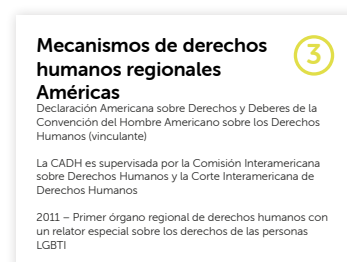 Mecanismos de derechos
humanos regionales
Américas
3
Declaración Americana sobre Derechos y Deberes de la
Convención del Hombre Americano sobre los Derechos
Humanos (vinculante)
La CADH es supervisada por la Comisión Interamericana
sobre Derechos Humanos y la Corte Interamericana de
Derechos Humanos
2011 – Primer órgano regional de derechos humanos con
un relator especial sobre los derechos de las personas
LGBTI